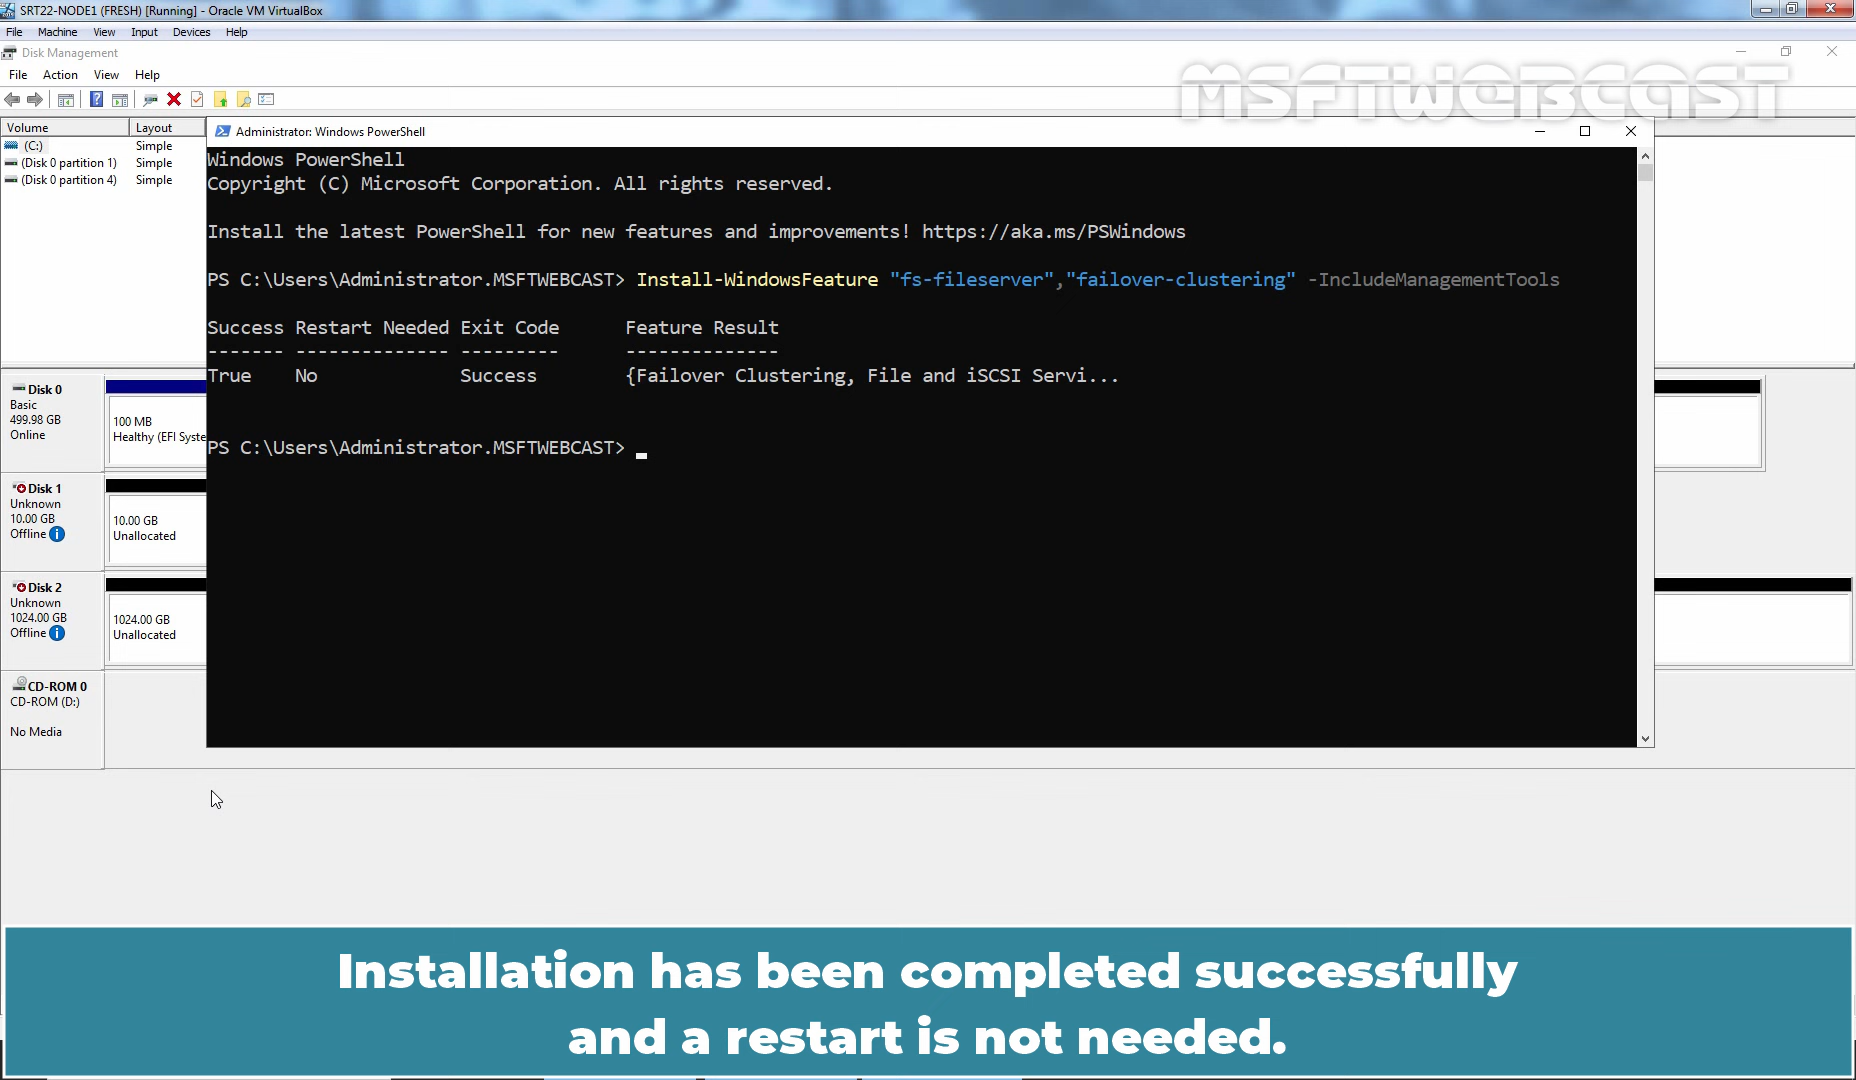 SRT22-NODE1 (FRESH) [Running] - Oracle VM VirtualBox
File Machine View Input Devices Help
Disk Management
File Action View Help
MSFTWEBCAST
Volume Layout
(C:) Simple
(Disk 0 partition 1) Simple
(Disk 0 partition 4) Simple
Administrator: Windows PowerShell
Windows PowerShell
Copyright (C) Microsoft Corporation. All rights reserved.
Install the latest PowerShell for new features and improvements! https://aka.ms/PSWindows
PS C:\Users\Administrator.MSFTWEBCAST> Install-WindowsFeature "fs-fileserver","failover-clustering" -IncludeManagementTools
Success Restart Needed Exit Code Feature Result
------- -------------- --------- --------------
True No Success {Failover Clustering, File and iSCSI Servi...
PS C:\Users\Administrator.MSFTWEBCAST>
Disk 0
Basic
499.98 GB
Online
100 MB
Healthy (EFI Syste
Disk 1
Unknown
10.00 GB
Offline
10.00 GB
Unallocated
Disk 2
Unknown
1024.00 GB
Offline
1024.00 GB
Unallocated
CD-ROM 0
CD-ROM (D:)
No Media
Installation has been completed successfully
and a restart is not needed.